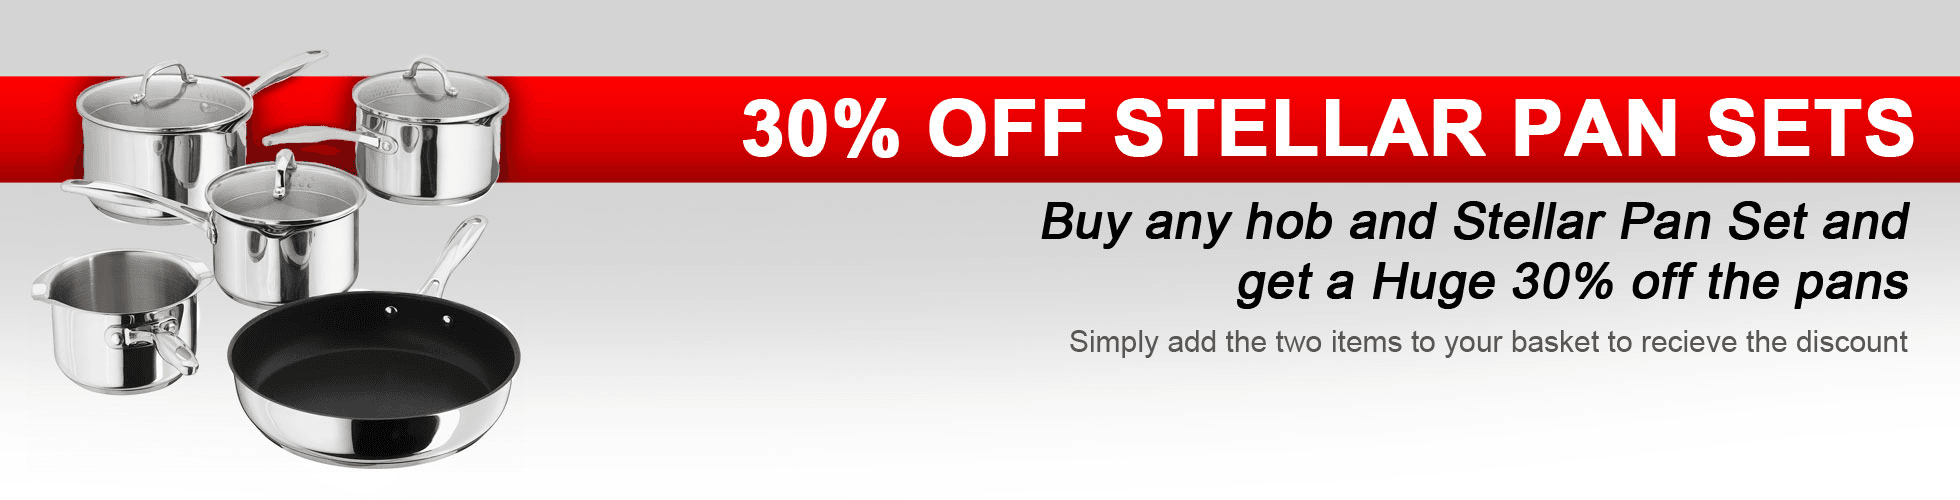 30% OFF STELLAR PAN SETS
Buy any hob and Stellar Pan Set and
get a Huge 30% off the pans
Simply add the two items to your basket to recieve the discount